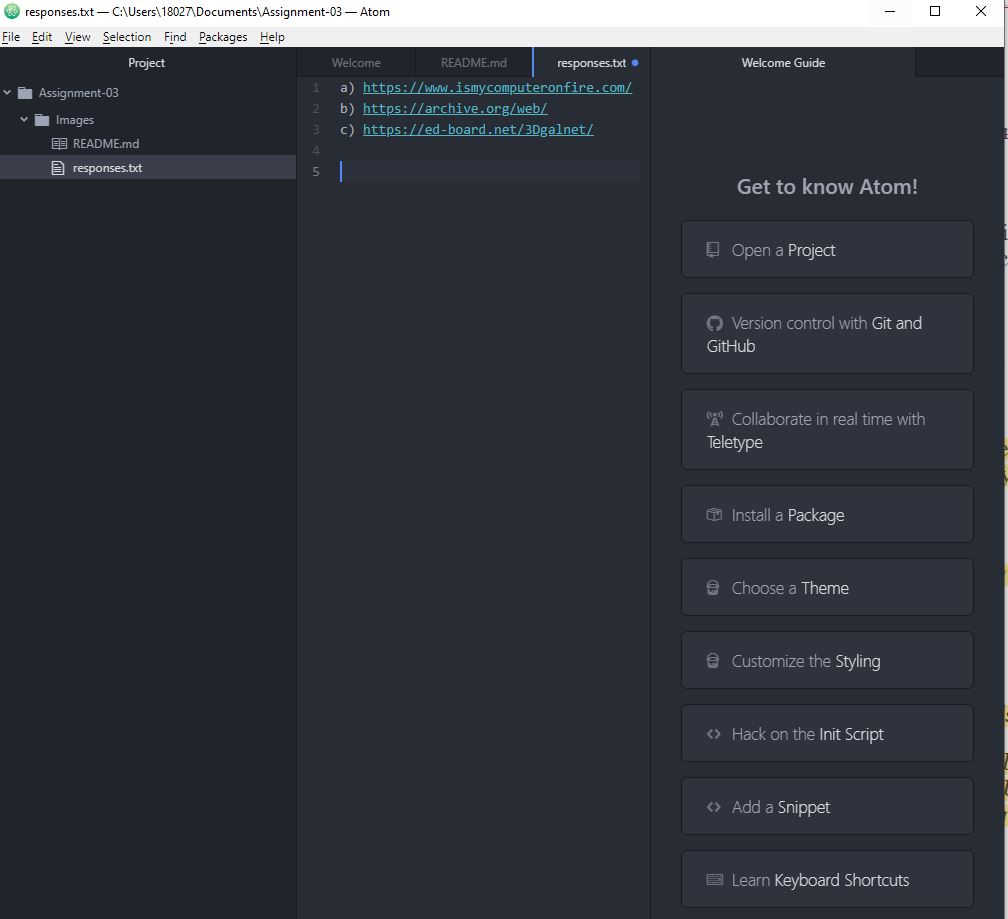 responses.txt — C:\Users\18027\Documents\Assignment-03 — Atom
File Edit View Selection Find Packages Help
Project
Assignment-03
Images
README.md
responses.txt
Welcome README.md responses.txt
1 a) https://www.ismycomputeronfire.com/
2 b) https://archive.org/web/
3 c) https://ed-board.net/3Dgalnet/
4
5
Welcome Guide
Get to know Atom!
Open a Project
Version control with Git and
GitHub
Collaborate in real time with
Teletype
Install a Package
Choose a Theme
Customize the Styling
Hack on the Init Script
Add a Snippet
Learn Keyboard Shortcuts